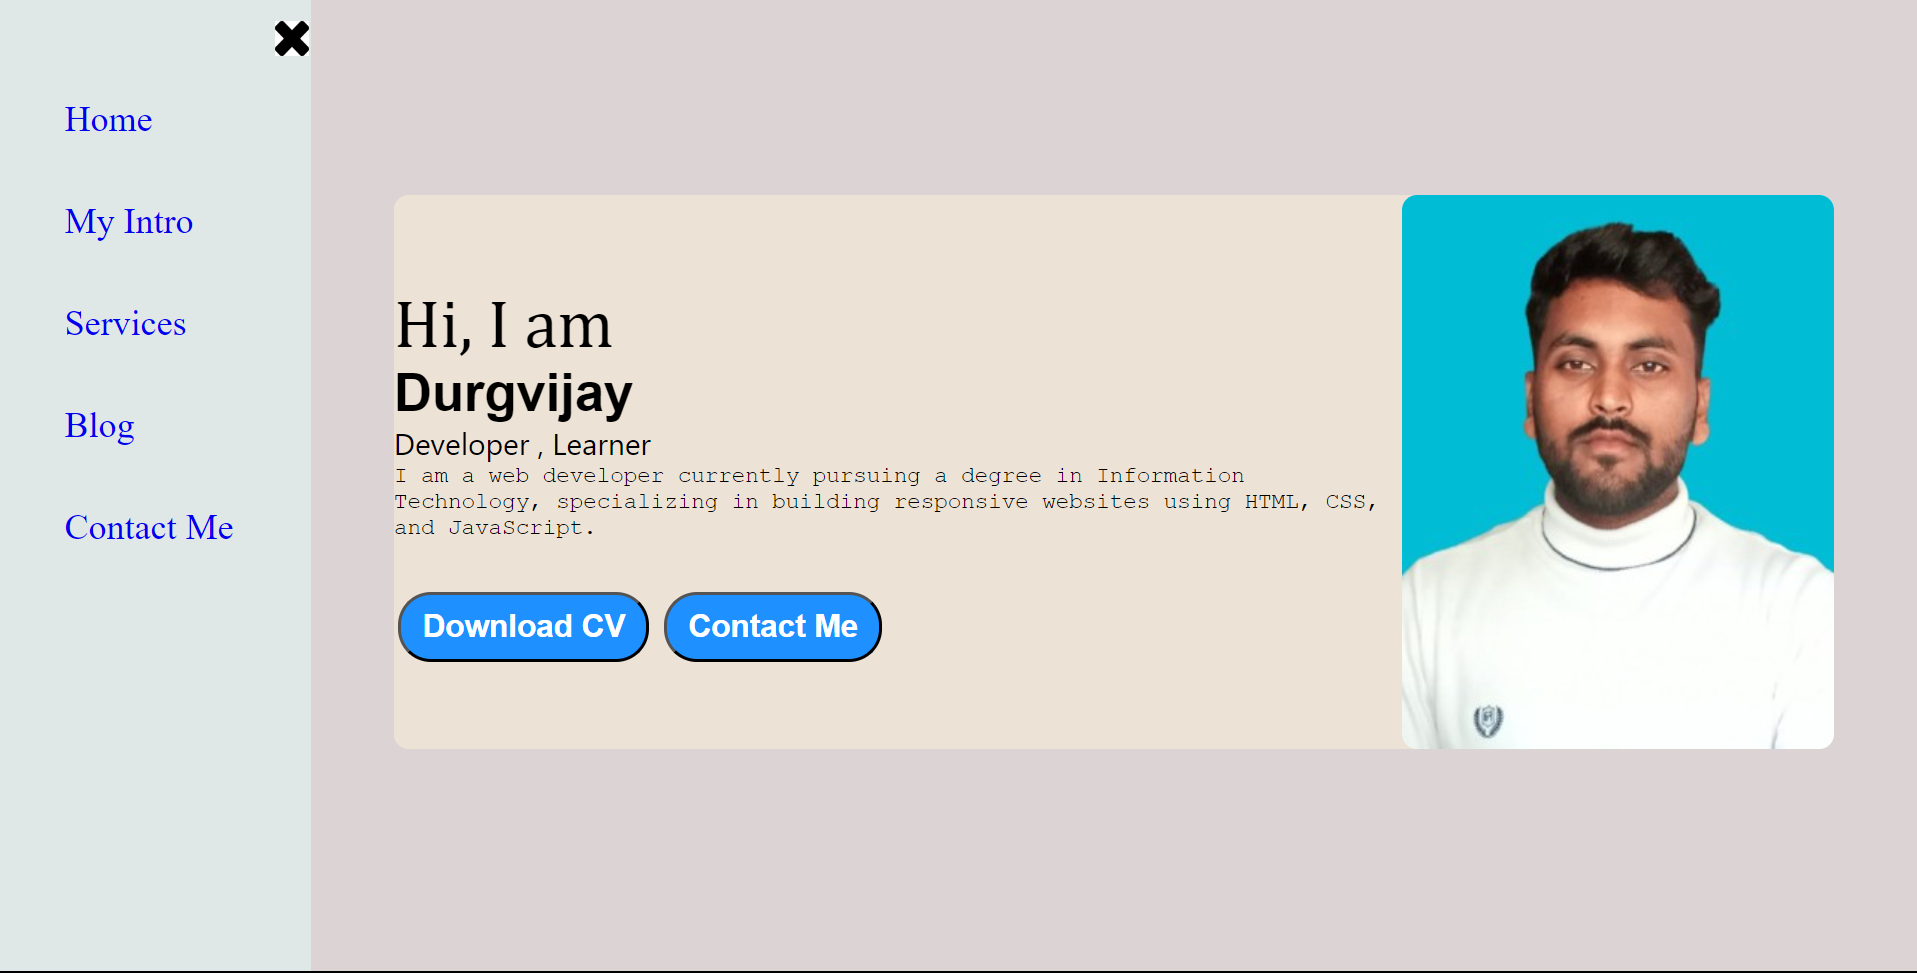 Home
My Intro
Services
Blog
Contact Me
Hi, I am
Durgvijay
Developer , Learner
I am a web developer currently pursuing a degree in Information
Technology, specializing in building responsive websites using HTML, CSS,
and JavaScript.
Download CV
Contact Me